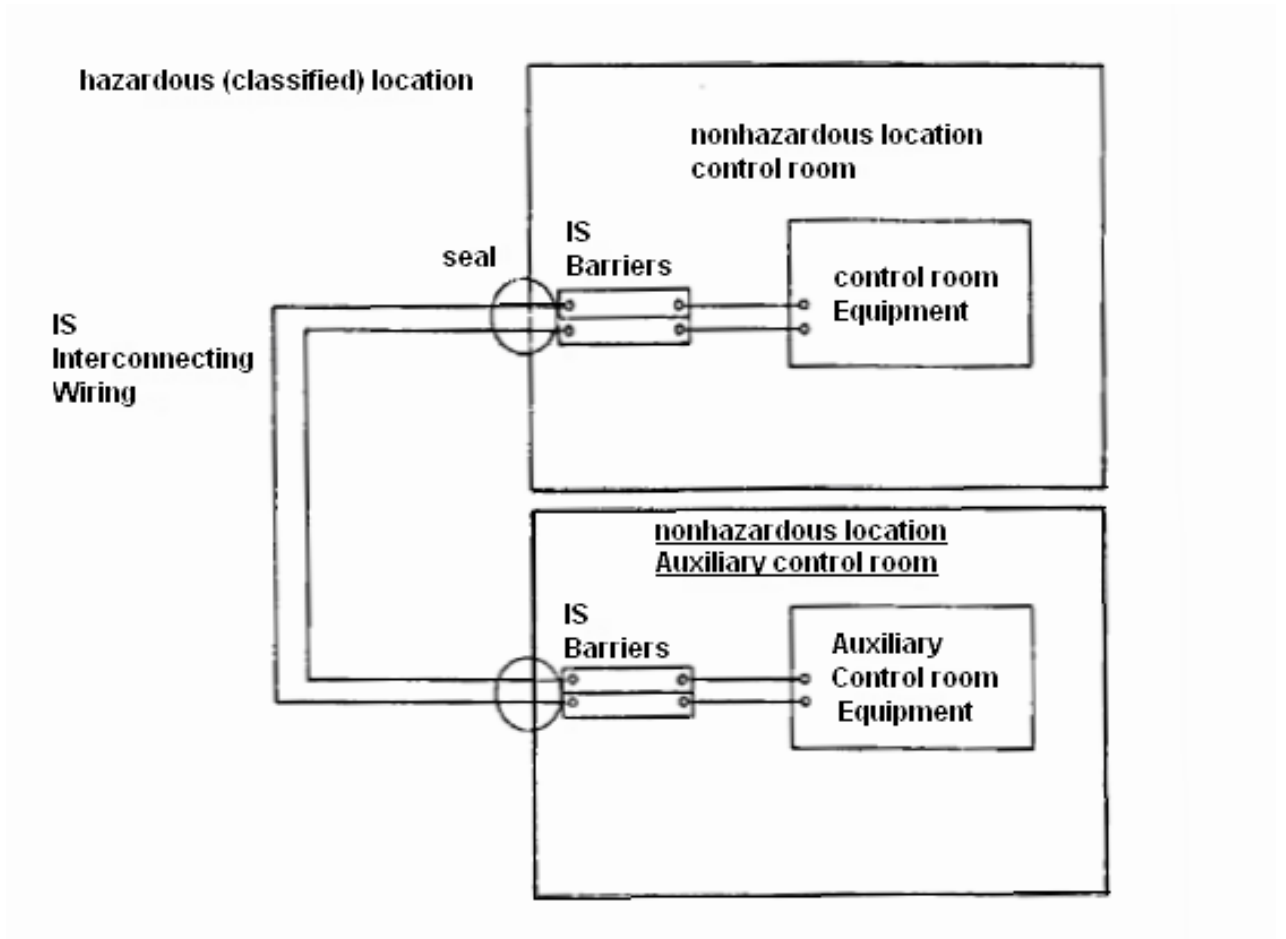 hazardous (classified) location
nonhazardous location
control room
IS
Barriers
seal
control room
Equipment
IS
Interconnecting
Wiring
nonhazardous location
Auxiliary control room
IS
Barriers
Auxiliary
Control room
Equipment